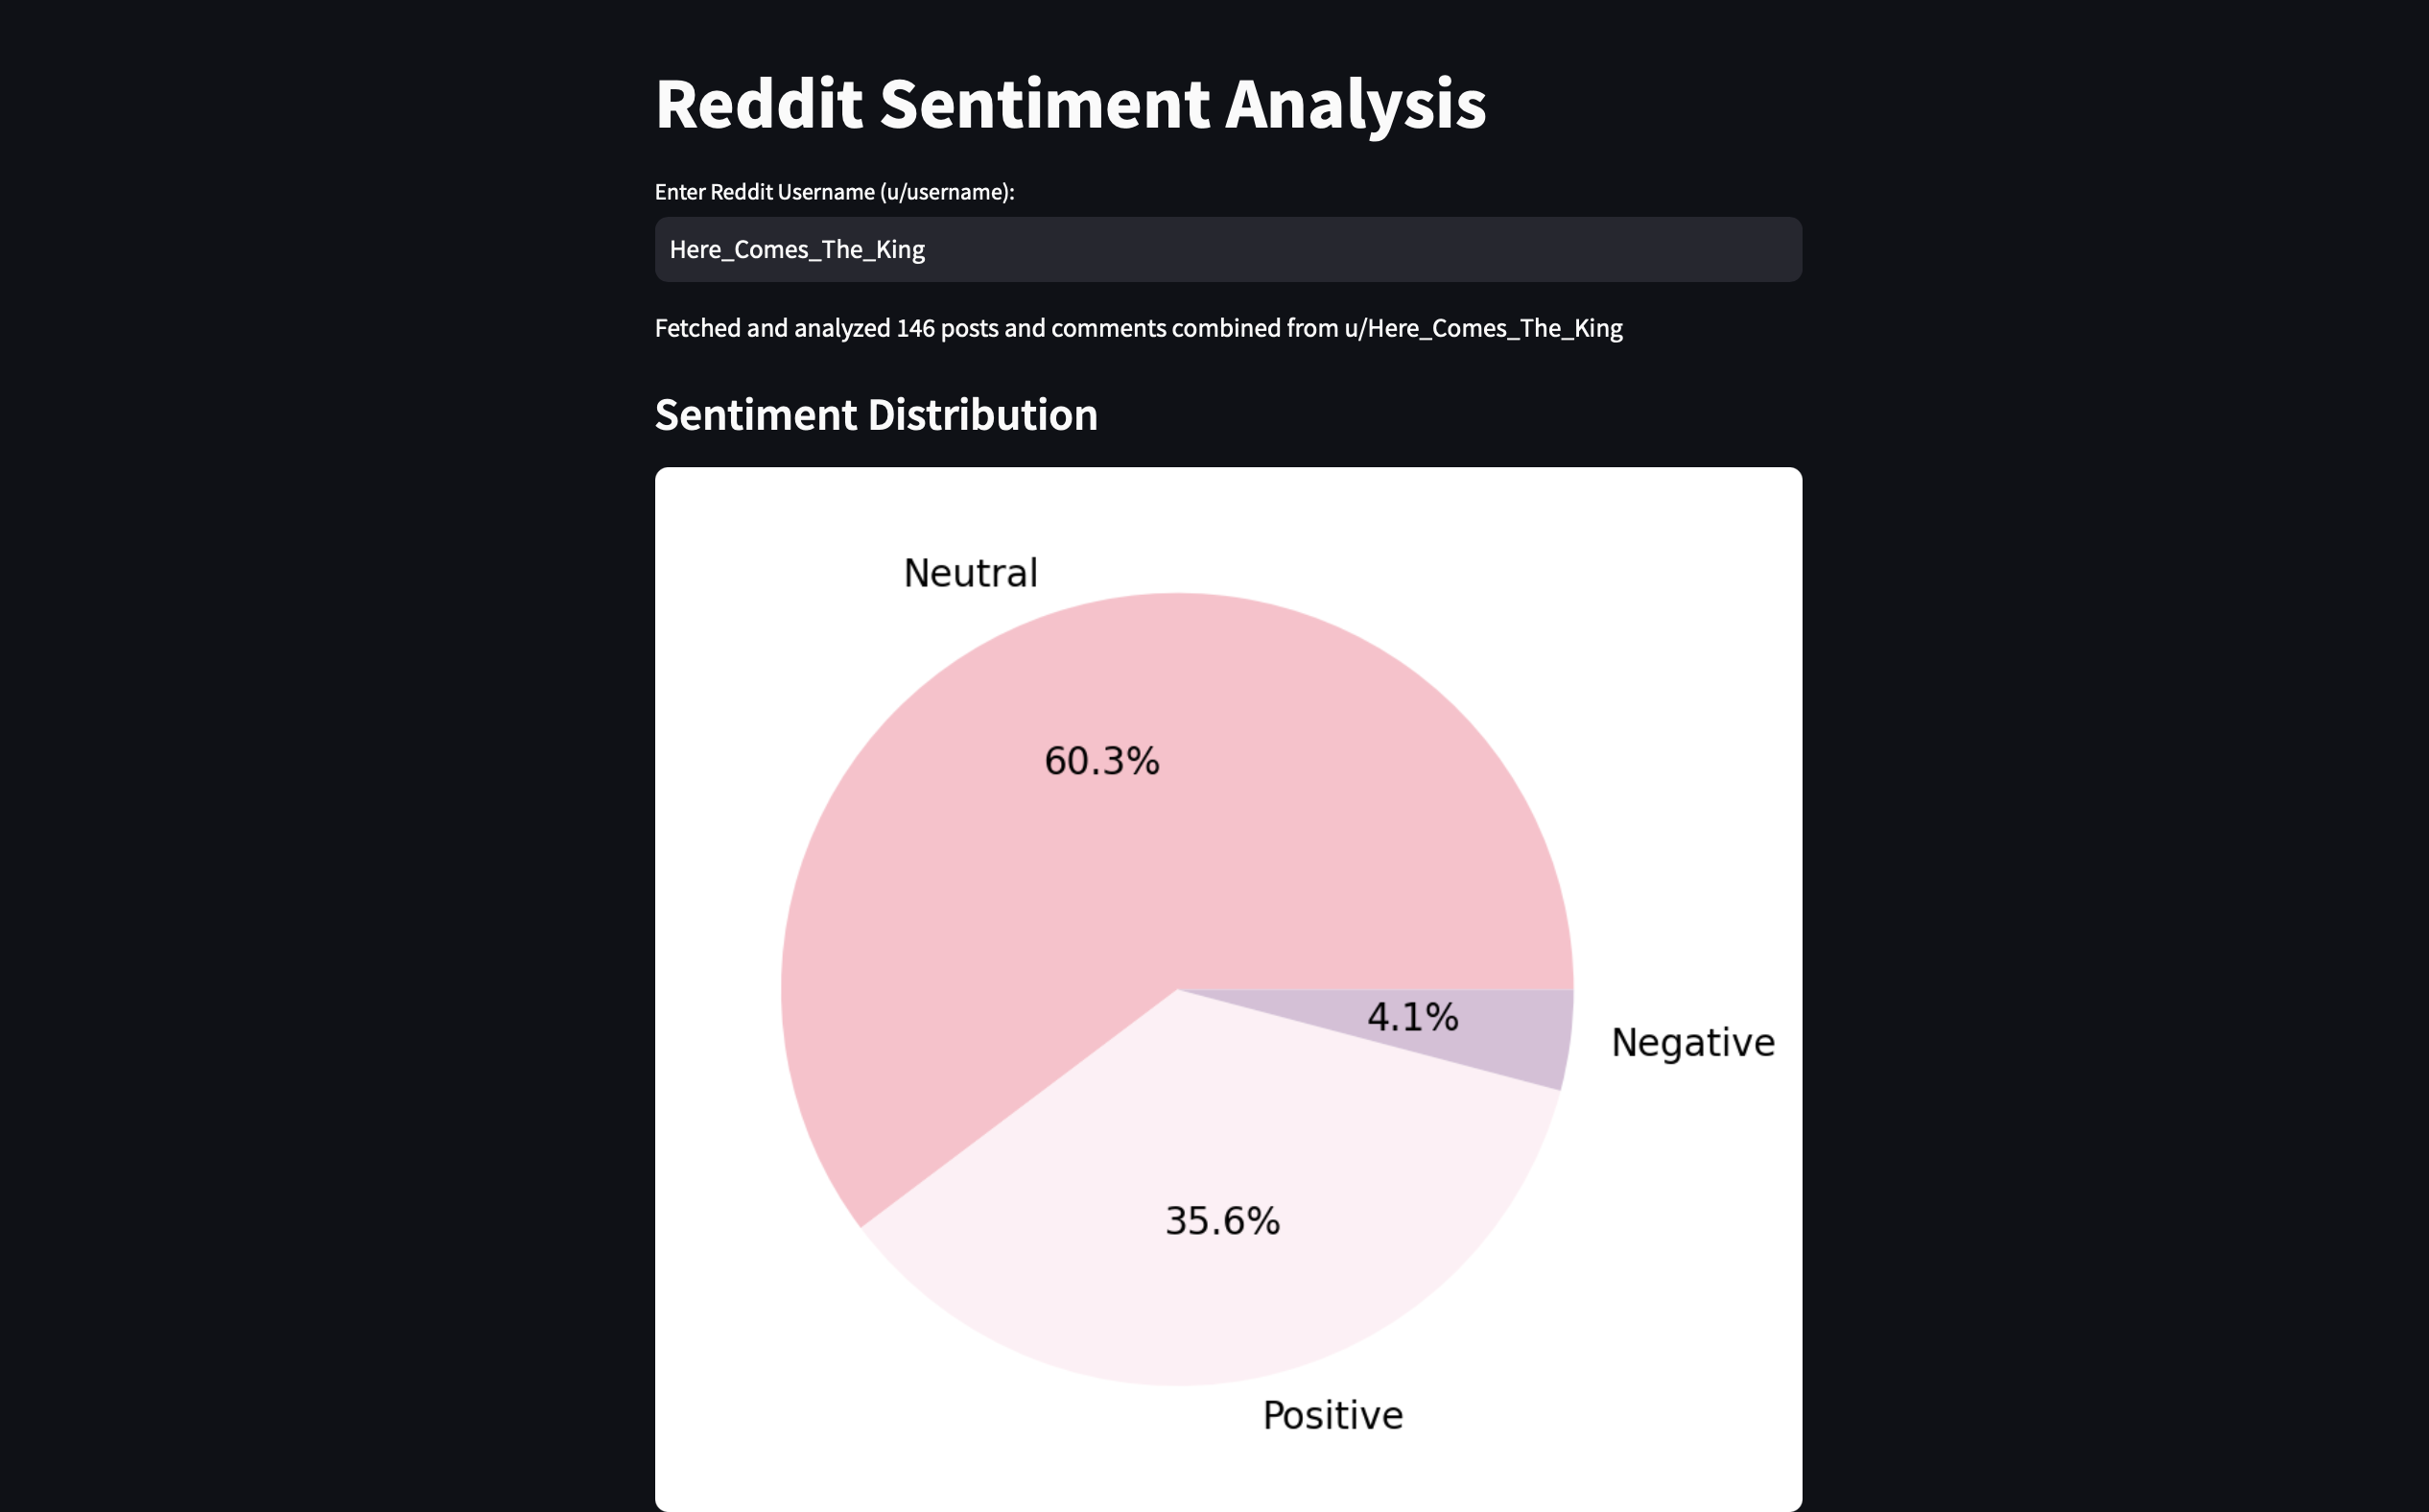 Reddit Sentiment Analysis
Enter Reddit Username (u/username):
Here_Comes_The_King
Fetched and analyzed 146 posts and comments combined from u/Here_Comes_The_King
Sentiment Distribution
Neutral
60.3%
4.1%
Negative
35.6%
Positive